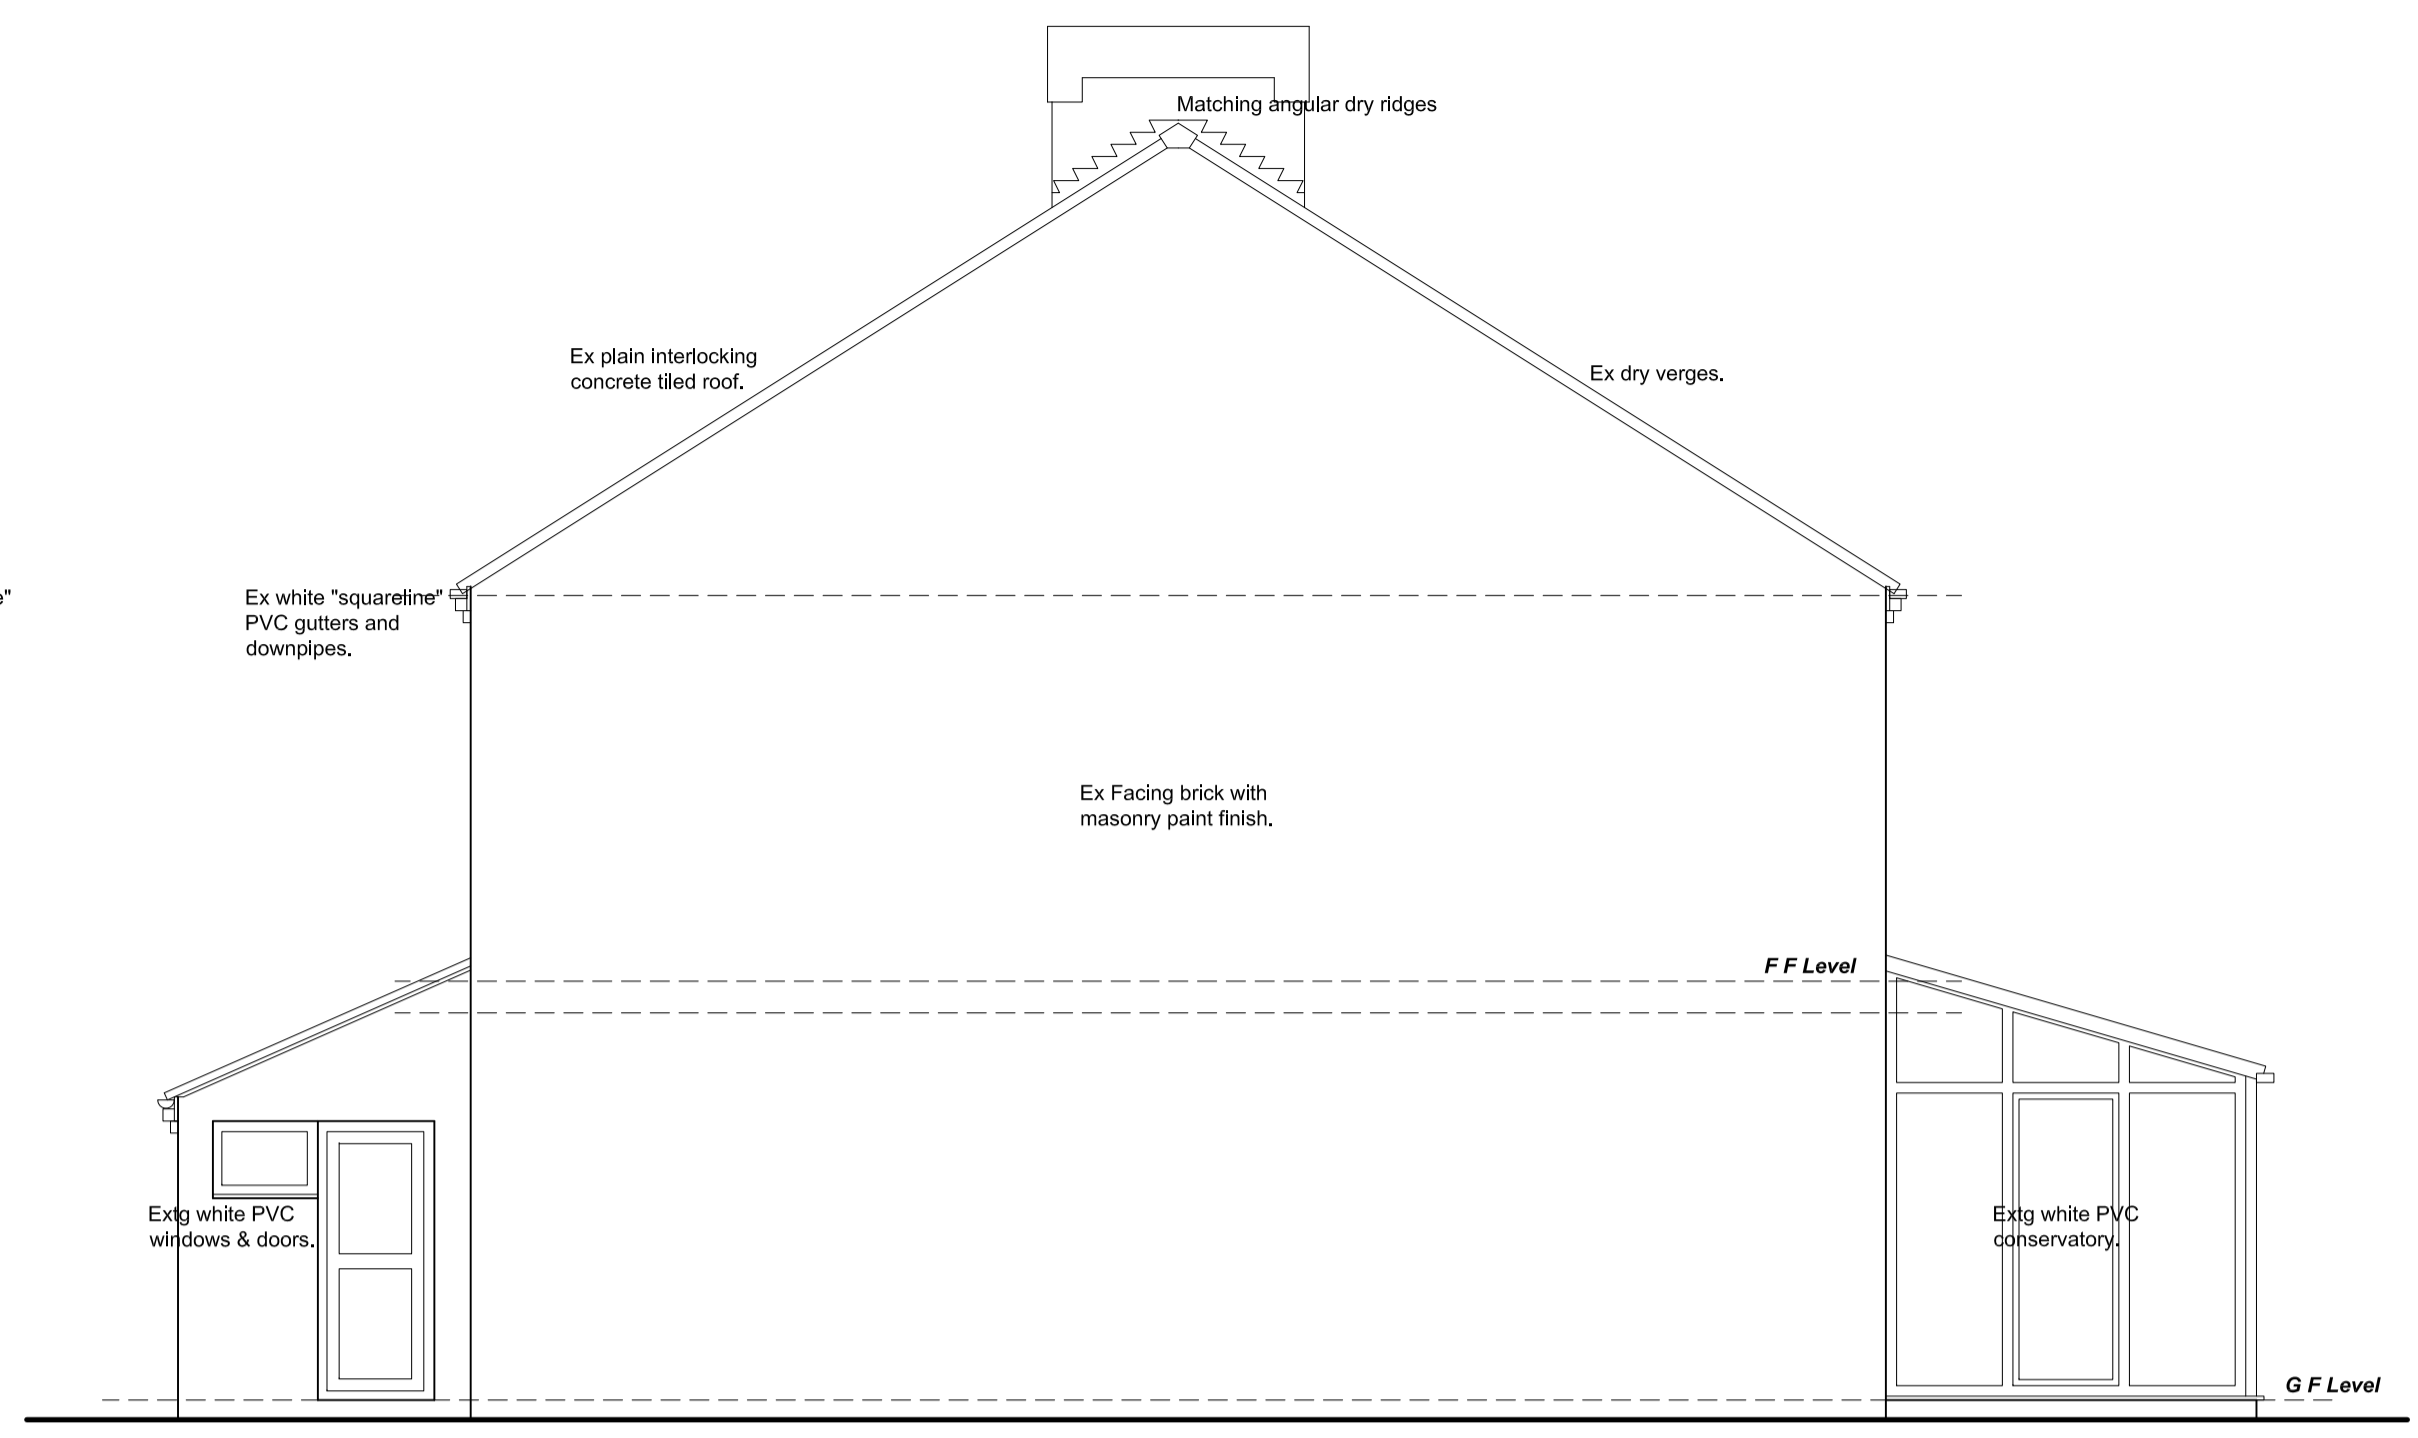 Matching angular dry ridges
Ex plain interlocking
concrete tiled roof.
Ex dry verges.
e"
Ex white "squareline"
PVC gutters and
downpipes.
Ex Facing brick with
masonry paint finish.
F F Level
Extg white PVC
windows & doors.
Extg white PVC
conservatory.
G F Level